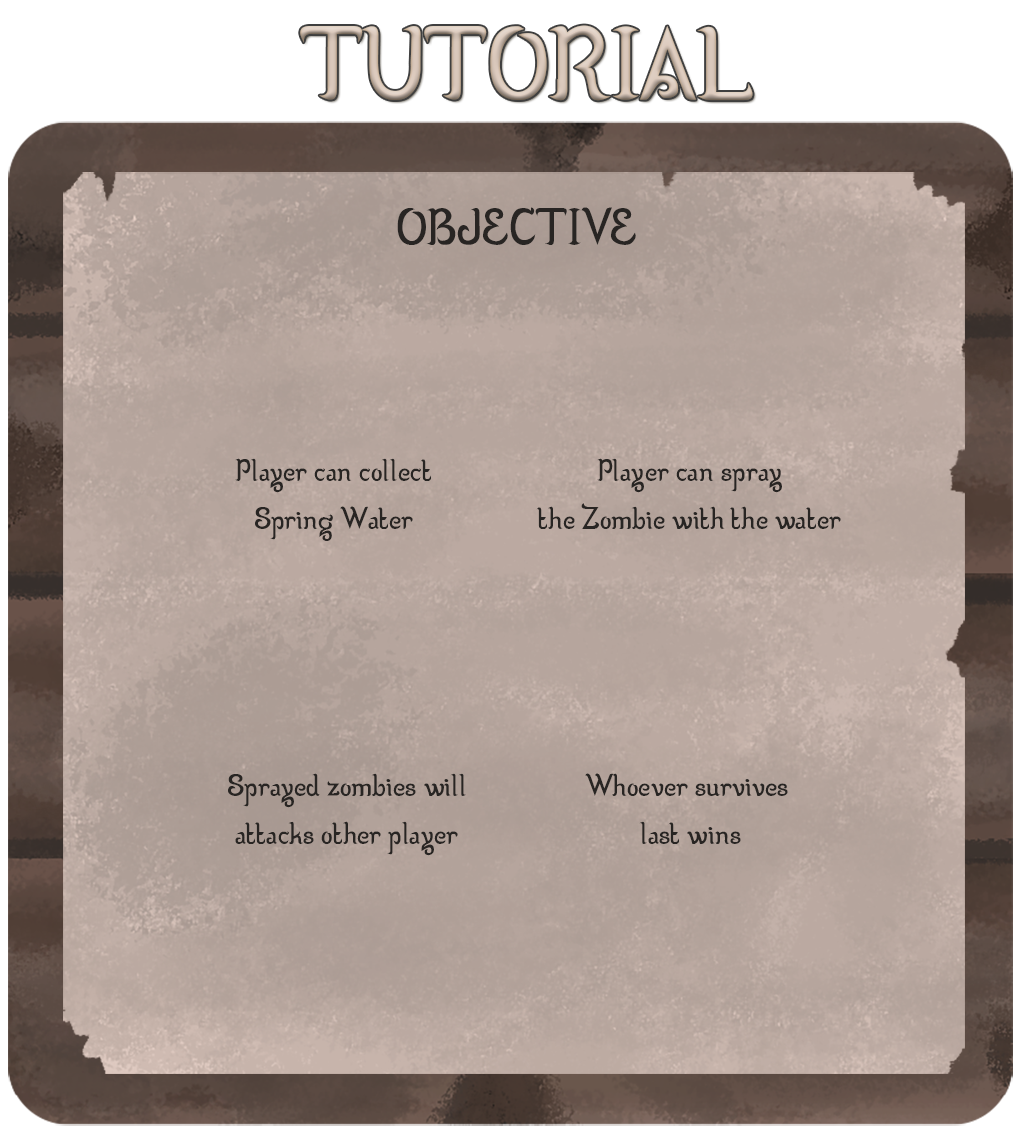 TUTORIAL
OBJECTIVE
Player can collect
Spring Water
Player can spray
the Zombie with the water
Sprayed zombies will
attacks other player
Whoever survives
last wins